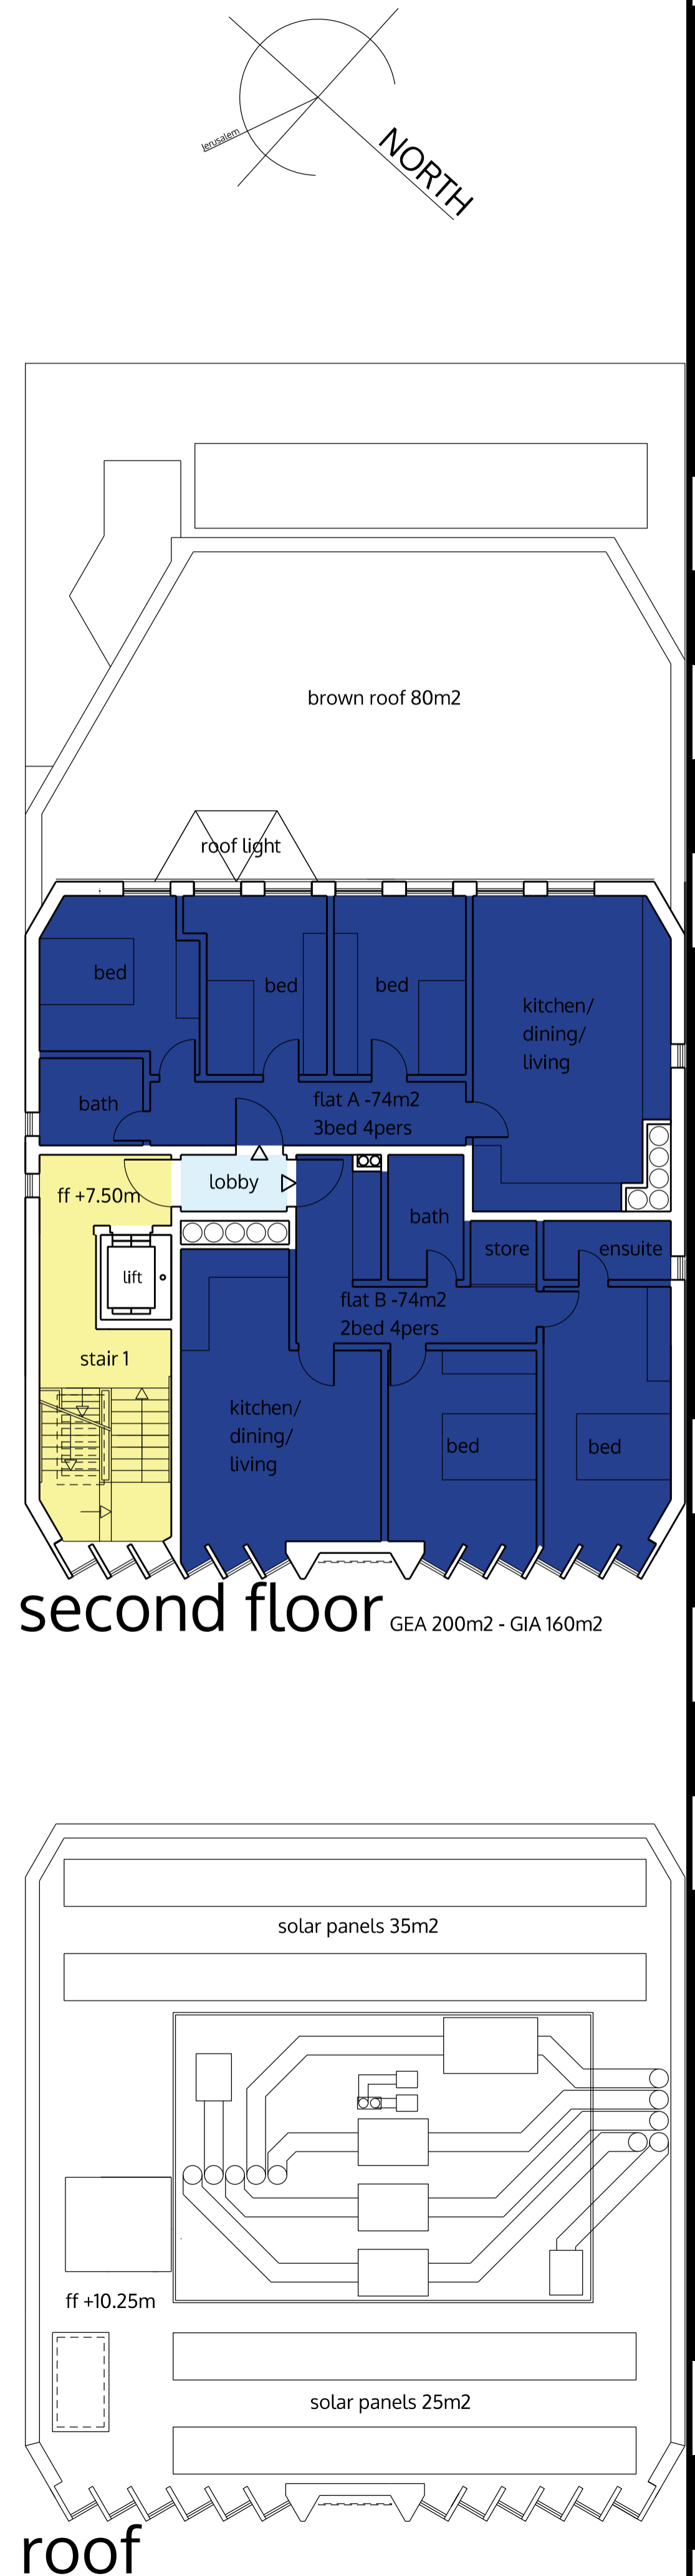 Jerusalem
NORTH
brown roof 80m2
roof light
bed
bed
bed
kitchen/
dining/
living
bath
flat A -74m2
3bed 4pers
ff +7.50m
lobby
bath
lift
store
ensuite
flat B -74m2
2bed 4pers
stair 1
kitchen/
dining/
living
bed
bed
second floor GEA 200m2 - GIA 160m2
solar panels 35m2
ff +10.25m
solar panels 25m2
roof